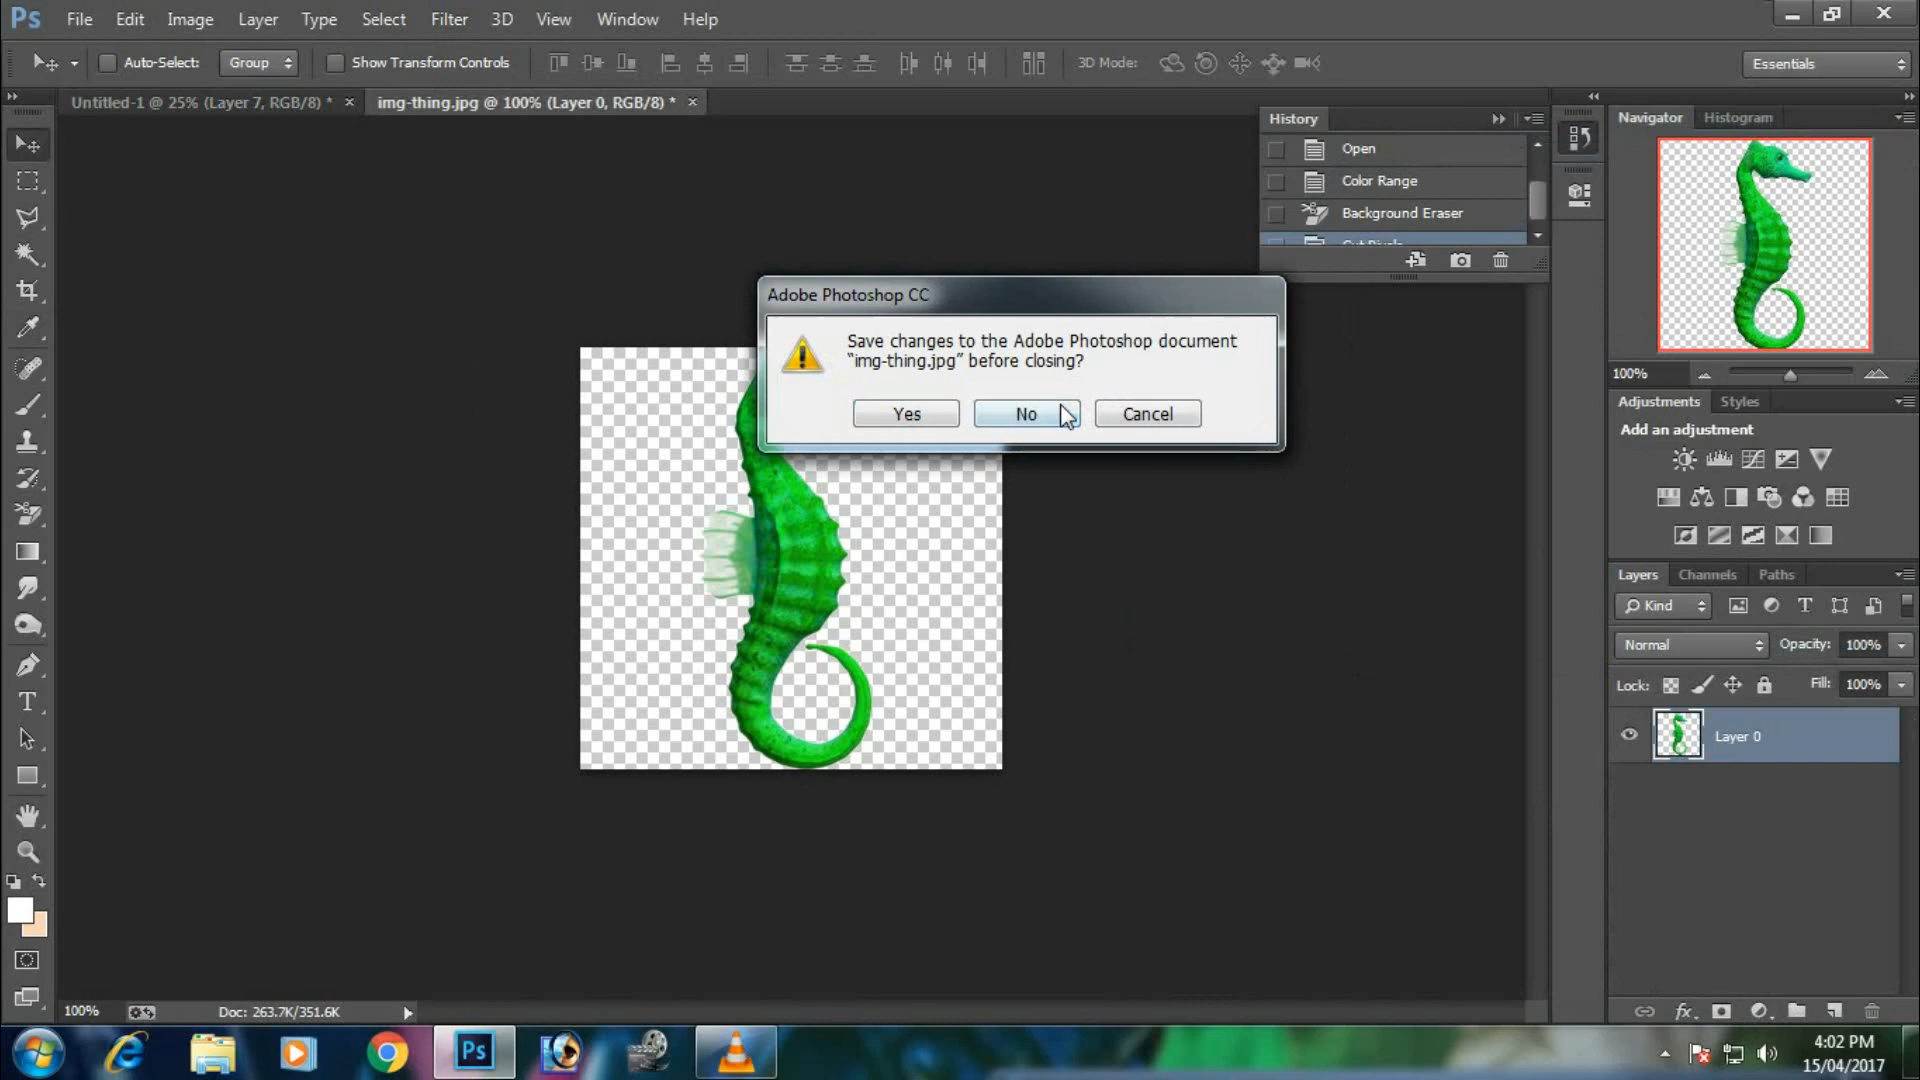 Ps File Edit Image Layer Type Select Filter 3D View Window Help
Auto-Select: Group Show Transform Controls 3D Mode: Essentials
Untitled-1 @ 25% (Layer 7, RGB/8) * × img-thing.jpg @ 100% (Layer 0, RGB/8) * ×
History
Open
Color Range
Background Eraser
Cut Pixels
Navigator Histogram
100%
Adobe Photoshop CC
Save changes to the Adobe Photoshop document
“img-thing.jpg” before closing?
Yes No Cancel
Adjustments Styles
Add an adjustment
Layers Channels Paths
Kind
Normal Opacity: 100%
Lock: Fill: 100%
Layer 0
100% Doc: 263.7K/351.6K
fx
Ps
4:02 PM
15/04/2017